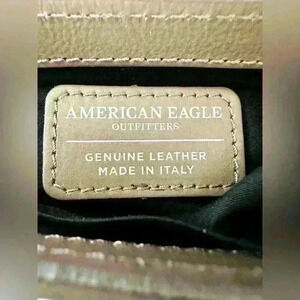 AMERICAN EAGLE
OUTFITTERS
GENUINE LEATHER
MADE IN ITALY